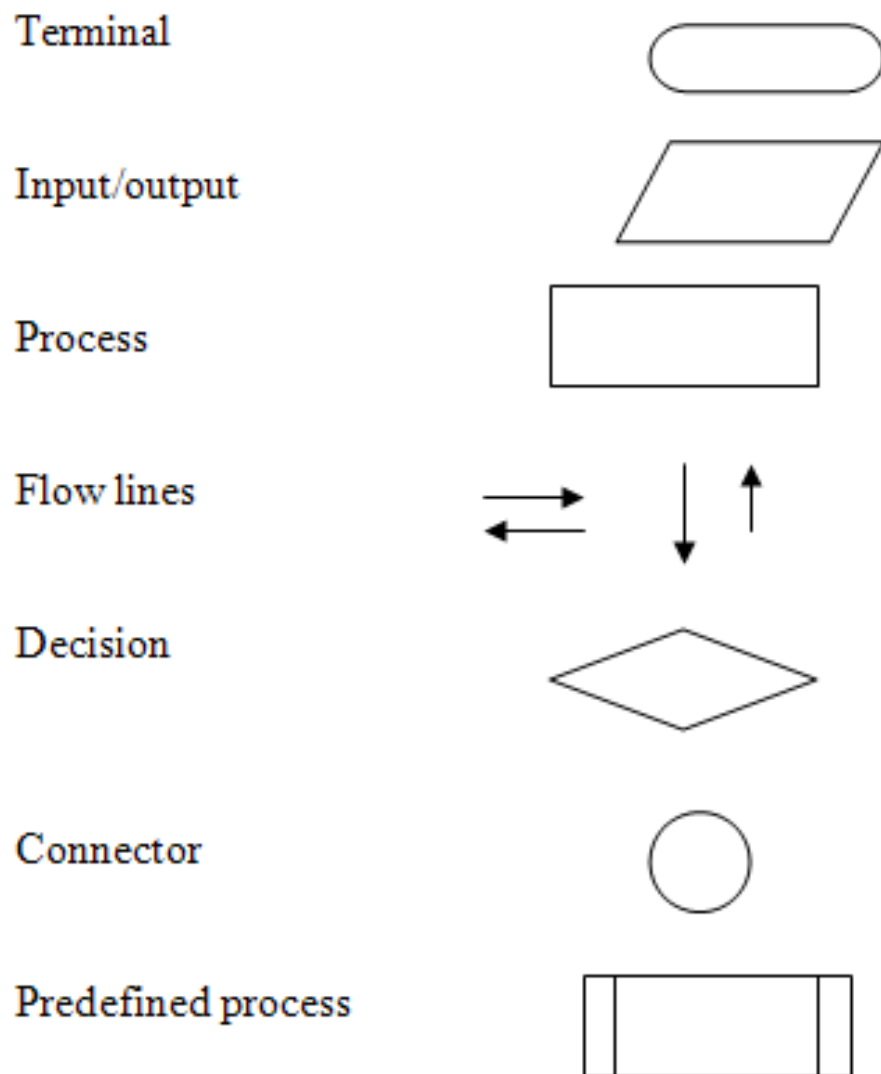 Terminal
Input/output
Process
Flow lines
Decision
Connector
Predefined process